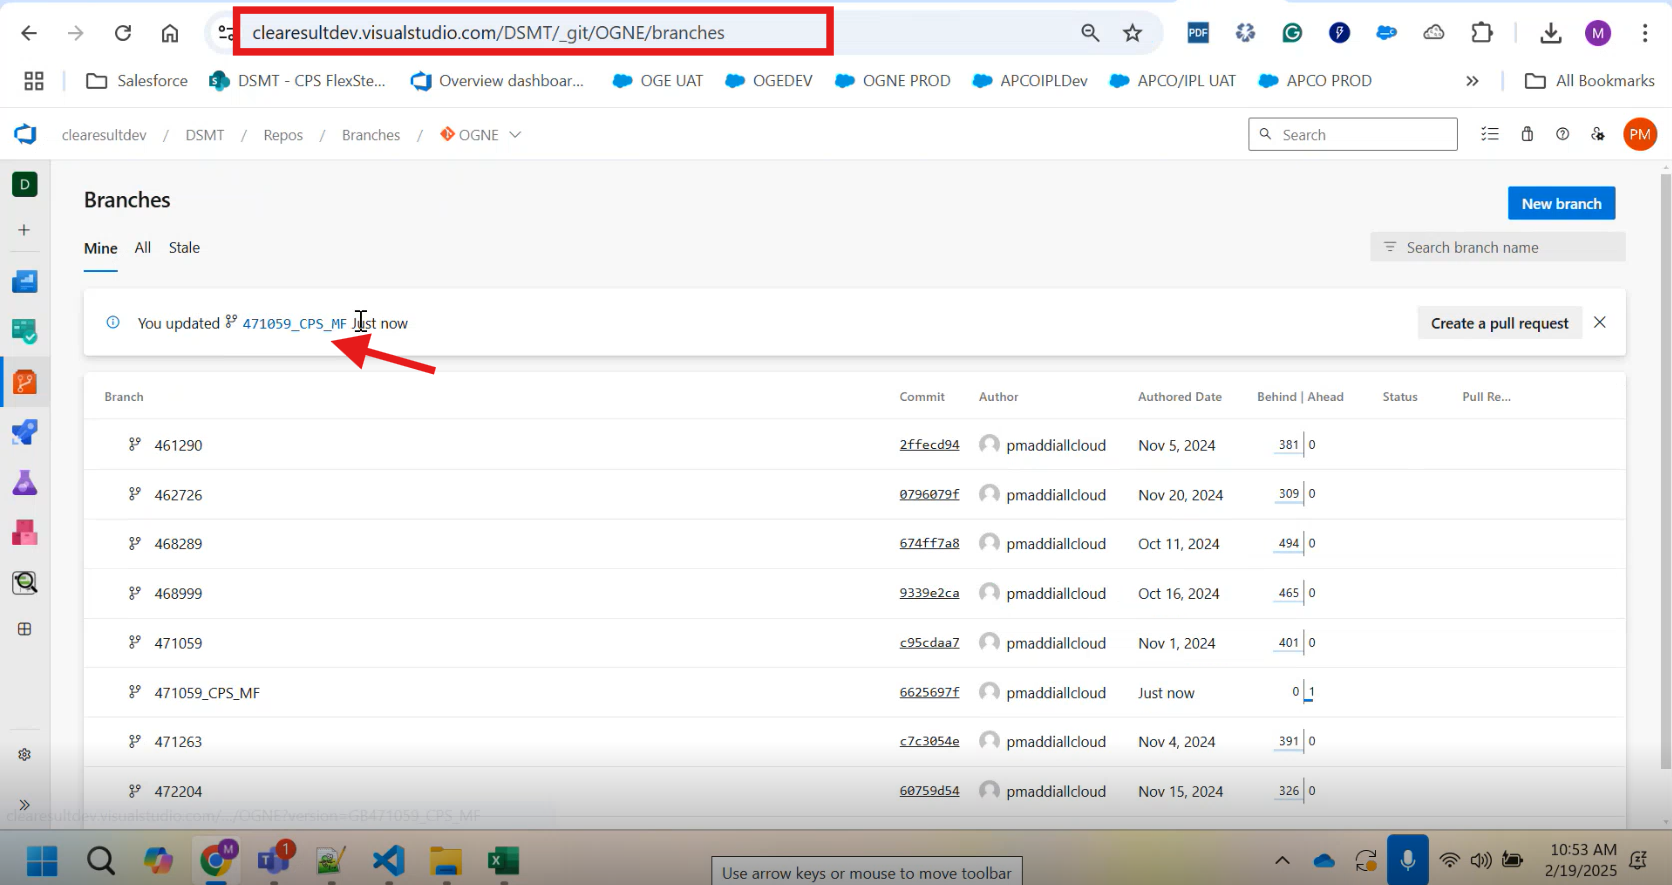 clearesultdev.visualstudio.com/DSMT/_git/OGNE/branches
PDF
M
Salesforce
DSMT - CPS FlexSte...
Overview dashboar...
OGE UAT
OGEDEV
OGNE PROD
APCOIPLDev
APCO/IPL UAT
APCO PROD
All Bookmarks
clearesultdev / DSMT / Repos / Branches / OGNE
Search
PM
D
Branches
New branch
Mine
All
Stale
Search branch name
You updated 471059_CPS_MF Just now
Create a pull request
Branch Commit Author Authored Date Behind | Ahead Status Pull Re...
461290 2ffecd94 pmaddiallcloud Nov 5, 2024 381 0
462726 0796079f pmaddiallcloud Nov 20, 2024 309 0
468289 674ff7a8 pmaddiallcloud Oct 11, 2024 494 0
468999 9339e2ca pmaddiallcloud Oct 16, 2024 465 0
471059 c95cdaa7 pmaddiallcloud Nov 1, 2024 401 0
471059_CPS_MF 6625697f pmaddiallcloud Just now 0 1
471263 c7c3054e pmaddiallcloud Nov 4, 2024 391 0
472204 60759d54 pmaddiallcloud Nov 15, 2024 326 0
clearesultdev.visualstudio.com/.../OGNE?version=GB471059_CPS_MF
M
1
Use arrow keys or mouse to move toolbar
10:53 AM
2/19/2025